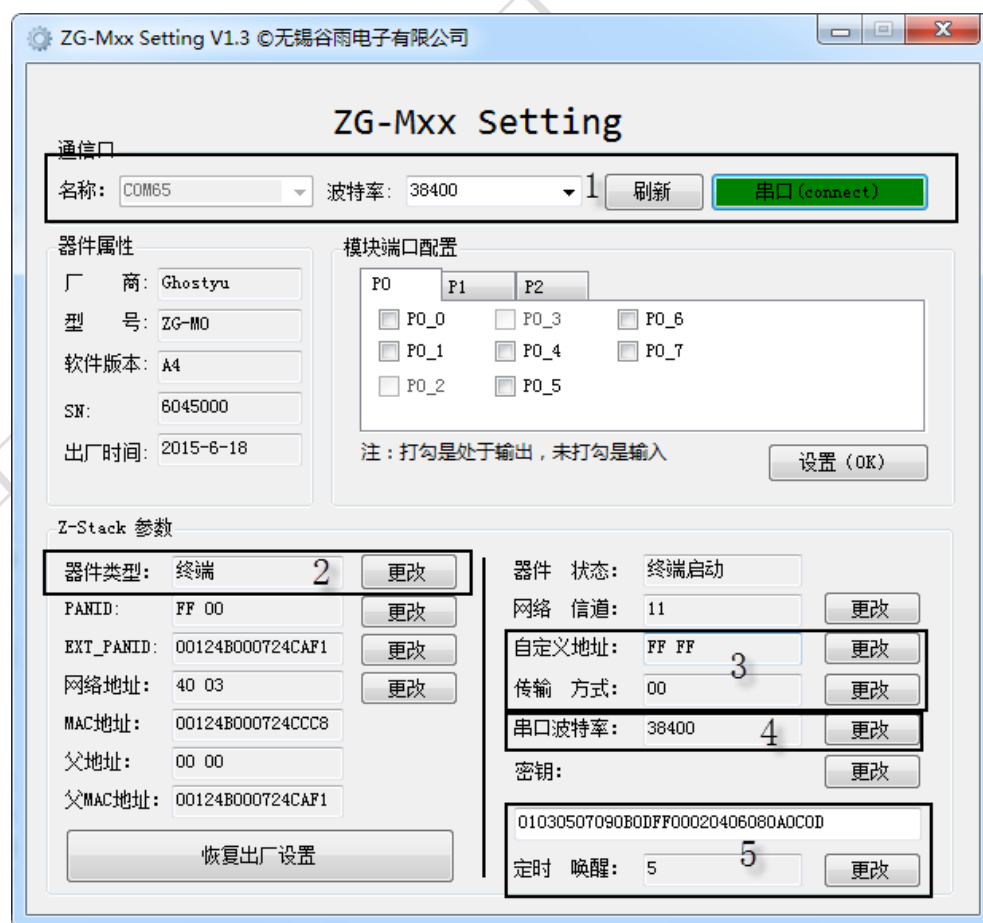 ZG-Mxx Setting V1.3 ©无锡谷雨电子有限公司
ZG-Mxx Setting
通信口
名称: COM65 波特率: 38400 1 刷新 串口(connect)
器件属性
厂 商: Ghostyu
型 号: ZG-M0
软件版本: A4
SN: 6045000
出厂时间: 2015-6-18
模块端口配置
P0 P1 P2
P0_0 P0_3 P0_6
P0_1 P0_4 P0_7
P0_2 P0_5
注：打勾是处于输出，未打勾是输入
设置 (OK)
Z-Stack 参数
器件类型: 终端 2 更改
PANID: FF 00 更改
EXT_PANID: 00124B000724CAF1 更改
网络地址: 40 03 更改
MAC地址: 00124B000724CCC8
父地址: 00 00
父MAC地址: 00124B000724CAF1
恢复出厂设置
器件 状态: 终端启动
网络 信道: 11 更改
自定义地址: FF FF 3 更改
传输 方式: 00 更改
串口波特率: 38400 4 更改
密钥: 更改
01030507090B0DFF00020406080A0C0D
定时 唤醒: 5 5 更改